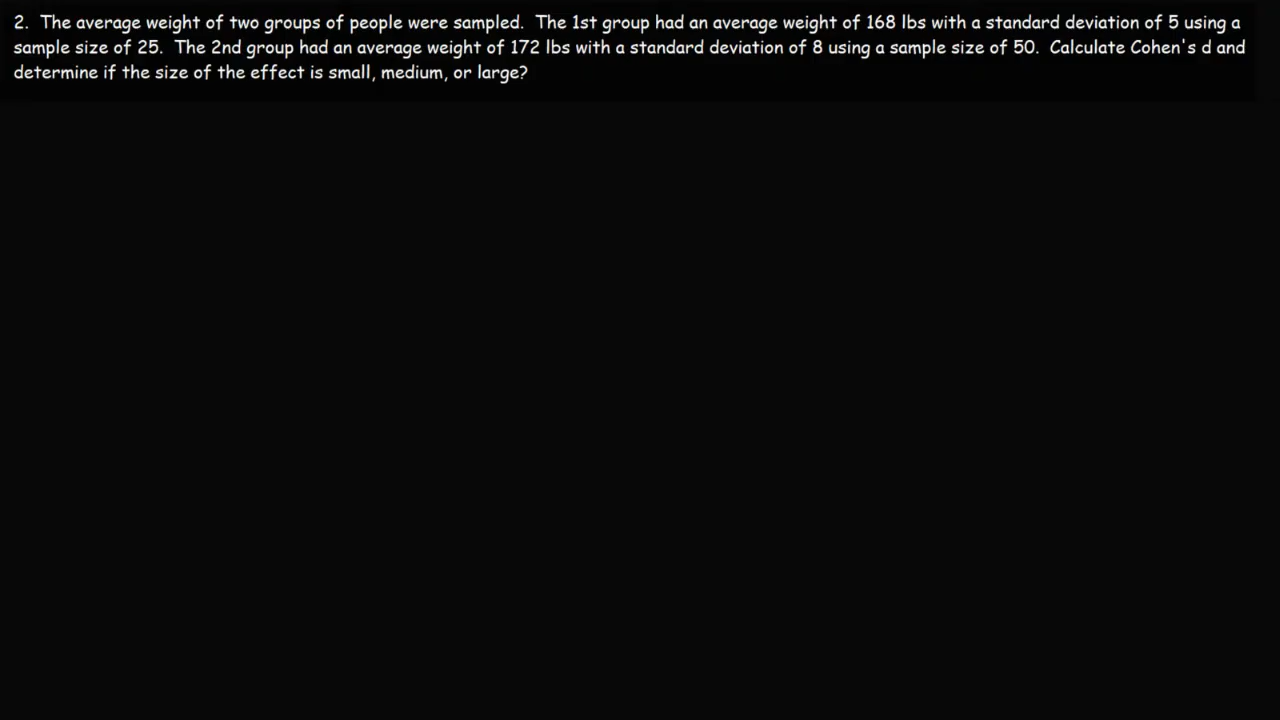 2.  The average weight of two groups of people were sampled.  The 1st group had an average weight of 168 lbs with a standard deviation of 5 using a
sample size of 25.  The 2nd group had an average weight of 172 lbs with a standard deviation of 8 using a sample size of 50.  Calculate Cohen's d and
determine if the size of the effect is small, medium, or large?